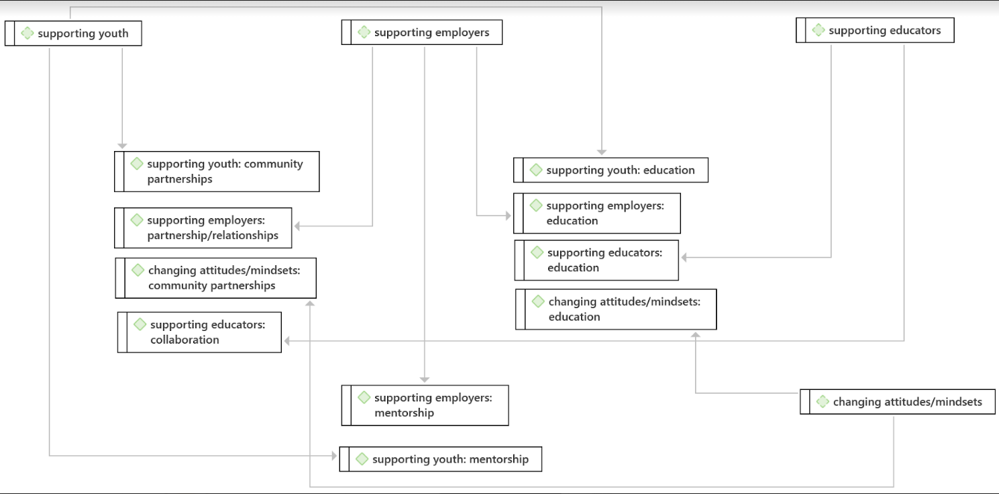 supporting youth
supporting employers
supporting educators
supporting youth: community
partnerships
supporting employers:
partnership/relationships
changing attitudes/mindsets:
community partnerships
supporting educators:
collaboration
supporting youth: education
supporting employers:
education
supporting educators:
education
changing attitudes/mindsets:
education
supporting employers:
mentorship
supporting youth: mentorship
changing attitudes/mindsets